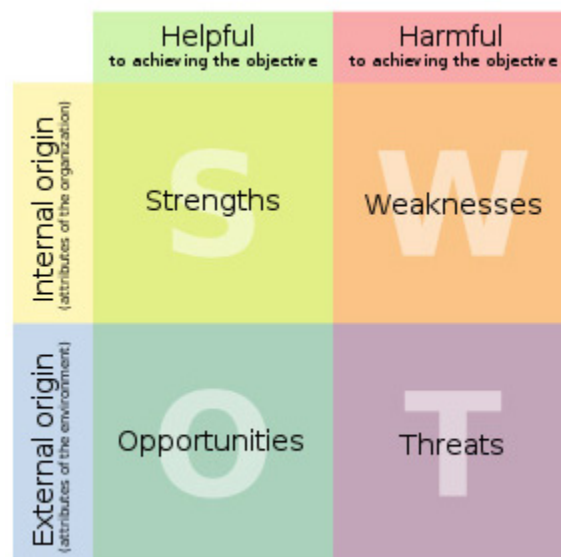 Helpful
to achieving the objective
Harmful
to achieving the objective
Internal origin
(attributes of the organization)
S
Strengths
W
Weaknesses
External origin
(attributes of the environment)
O
Opportunities
T
Threats